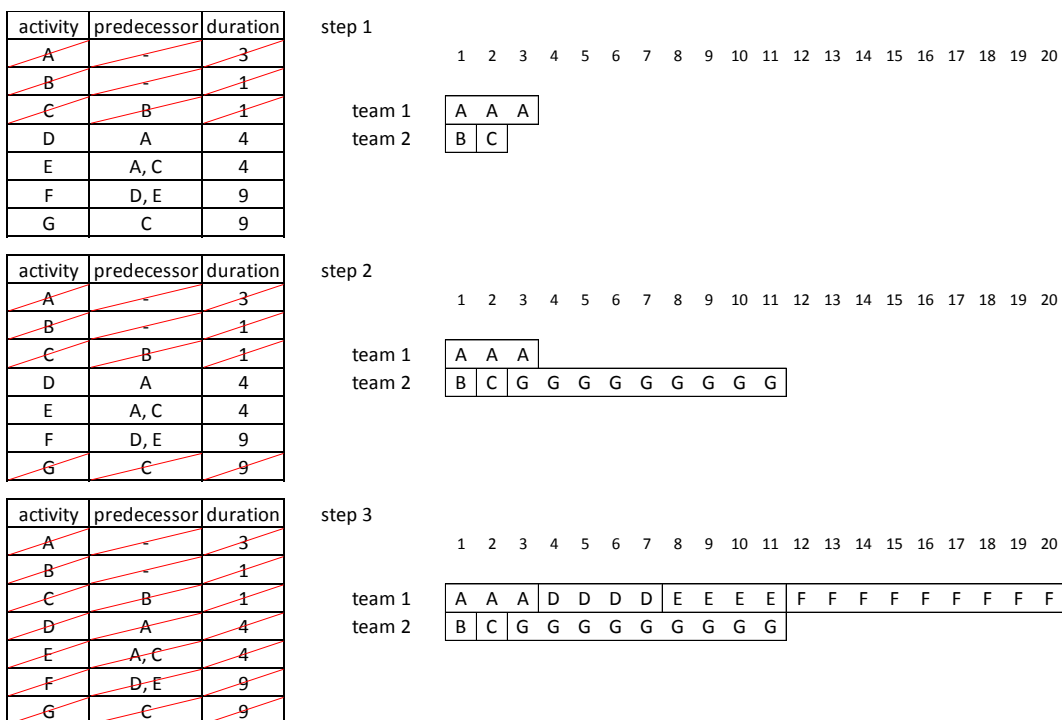 activity predecessor duration step 1
A - 3 1 2 3 4 5 6 7 8 9 10 11 12 13 14 15 16 17 18 19 20
B - 1
C B 1 team 1 A A A
D A 4 team 2 B C
E A, C 4
F D, E 9
G C 9
activity predecessor duration step 2
A - 3 1 2 3 4 5 6 7 8 9 10 11 12 13 14 15 16 17 18 19 20
B - 1
C B 1 team 1 A A A
D A 4 team 2 B C G G G G G G G G G
E A, C 4
F D, E 9
G C 9
activity predecessor duration step 3
A - 3 1 2 3 4 5 6 7 8 9 10 11 12 13 14 15 16 17 18 19 20
B - 1
C B 1 team 1 A A A D D D D E E E E F F F F F F F F F
D A 4 team 2 B C G G G G G G G G G
E A, C 4
F D, E 9
G C 9